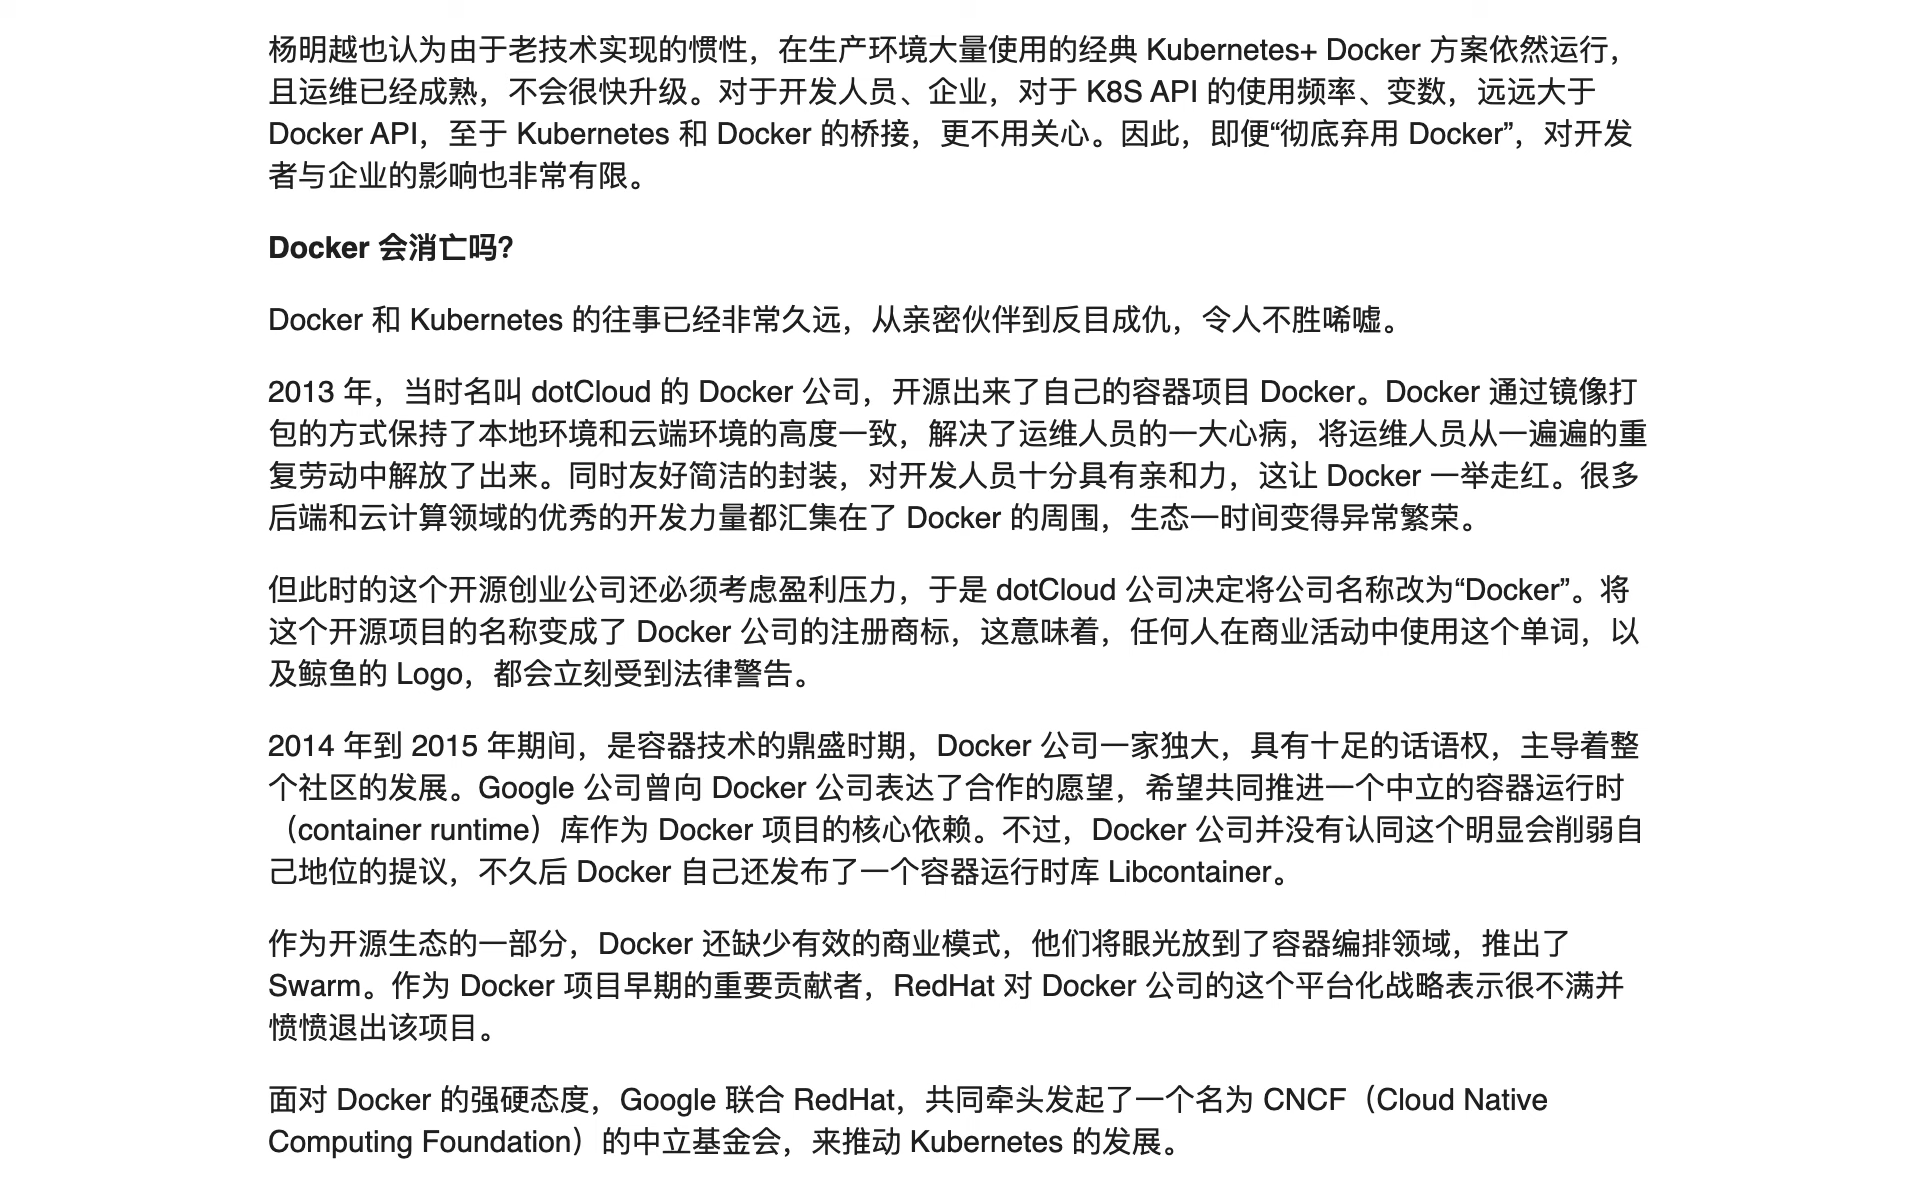 杨明越也认为由于老技术实现的惯性，在生产环境大量使用的经典 Kubernetes+ Docker 方案依然运行，
且运维已经成熟，不会很快升级。对于开发人员、企业，对于 K8S API 的使用频率、变数，远远大于
Docker API，至于 Kubernetes 和 Docker 的桥接，更不用关心。因此，即便“彻底弃用 Docker”，对开发
者与企业的影响也非常有限。
Docker 会消亡吗?
Docker 和 Kubernetes 的往事已经非常久远，从亲密伙伴到反目成仇，令人不胜唏嘘。
2013 年，当时名叫 dotCloud 的 Docker 公司，开源出来了自己的容器项目 Docker。Docker 通过镜像打
包的方式保持了本地环境和云端环境的高度一致，解决了运维人员的一大心病，将运维人员从一遍遍的重
复劳动中解放了出来。同时友好简洁的封装，对开发人员十分具有亲和力，这让 Docker 一举走红。很多
后端和云计算领域的优秀的开发力量都汇集在了 Docker 的周围，生态一时间变得异常繁荣。
但此时的这个开源创业公司还必须考虑盈利压力，于是 dotCloud 公司决定将公司名称改为“Docker”。将
这个开源项目的名称变成了 Docker 公司的注册商标，这意味着，任何人在商业活动中使用这个单词，以
及鲸鱼的 Logo，都会立刻受到法律警告。
2014 年到 2015 年期间，是容器技术的鼎盛时期，Docker 公司一家独大，具有十足的话语权，主导着整
个社区的发展。Google 公司曾向 Docker 公司表达了合作的愿望，希望共同推进一个中立的容器运行时
（container runtime）库作为 Docker 项目的核心依赖。不过，Docker 公司并没有认同这个明显会削弱自
己地位的提议，不久后 Docker 自己还发布了一个容器运行时库 Libcontainer。
作为开源生态的一部分，Docker 还缺少有效的商业模式，他们将眼光放到了容器编排领域，推出了
Swarm。作为 Docker 项目早期的重要贡献者，RedHat 对 Docker 公司的这个平台化战略表示很不满并
愤愤退出该项目。
面对 Docker 的强硬态度，Google 联合 RedHat，共同牵头发起了一个名为 CNCF（Cloud Native
Computing Foundation）的中立基金会，来推动 Kubernetes 的发展。